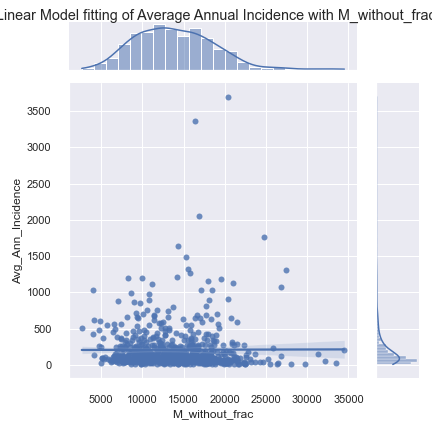 Linear Model fitting of Average Annual Incidence with M_without_frac
3500
3000
2500
2000
1500
1000
500
0
Avg_Ann_Incidence
5000 10000 15000 20000 25000 30000 35000
M_without_frac